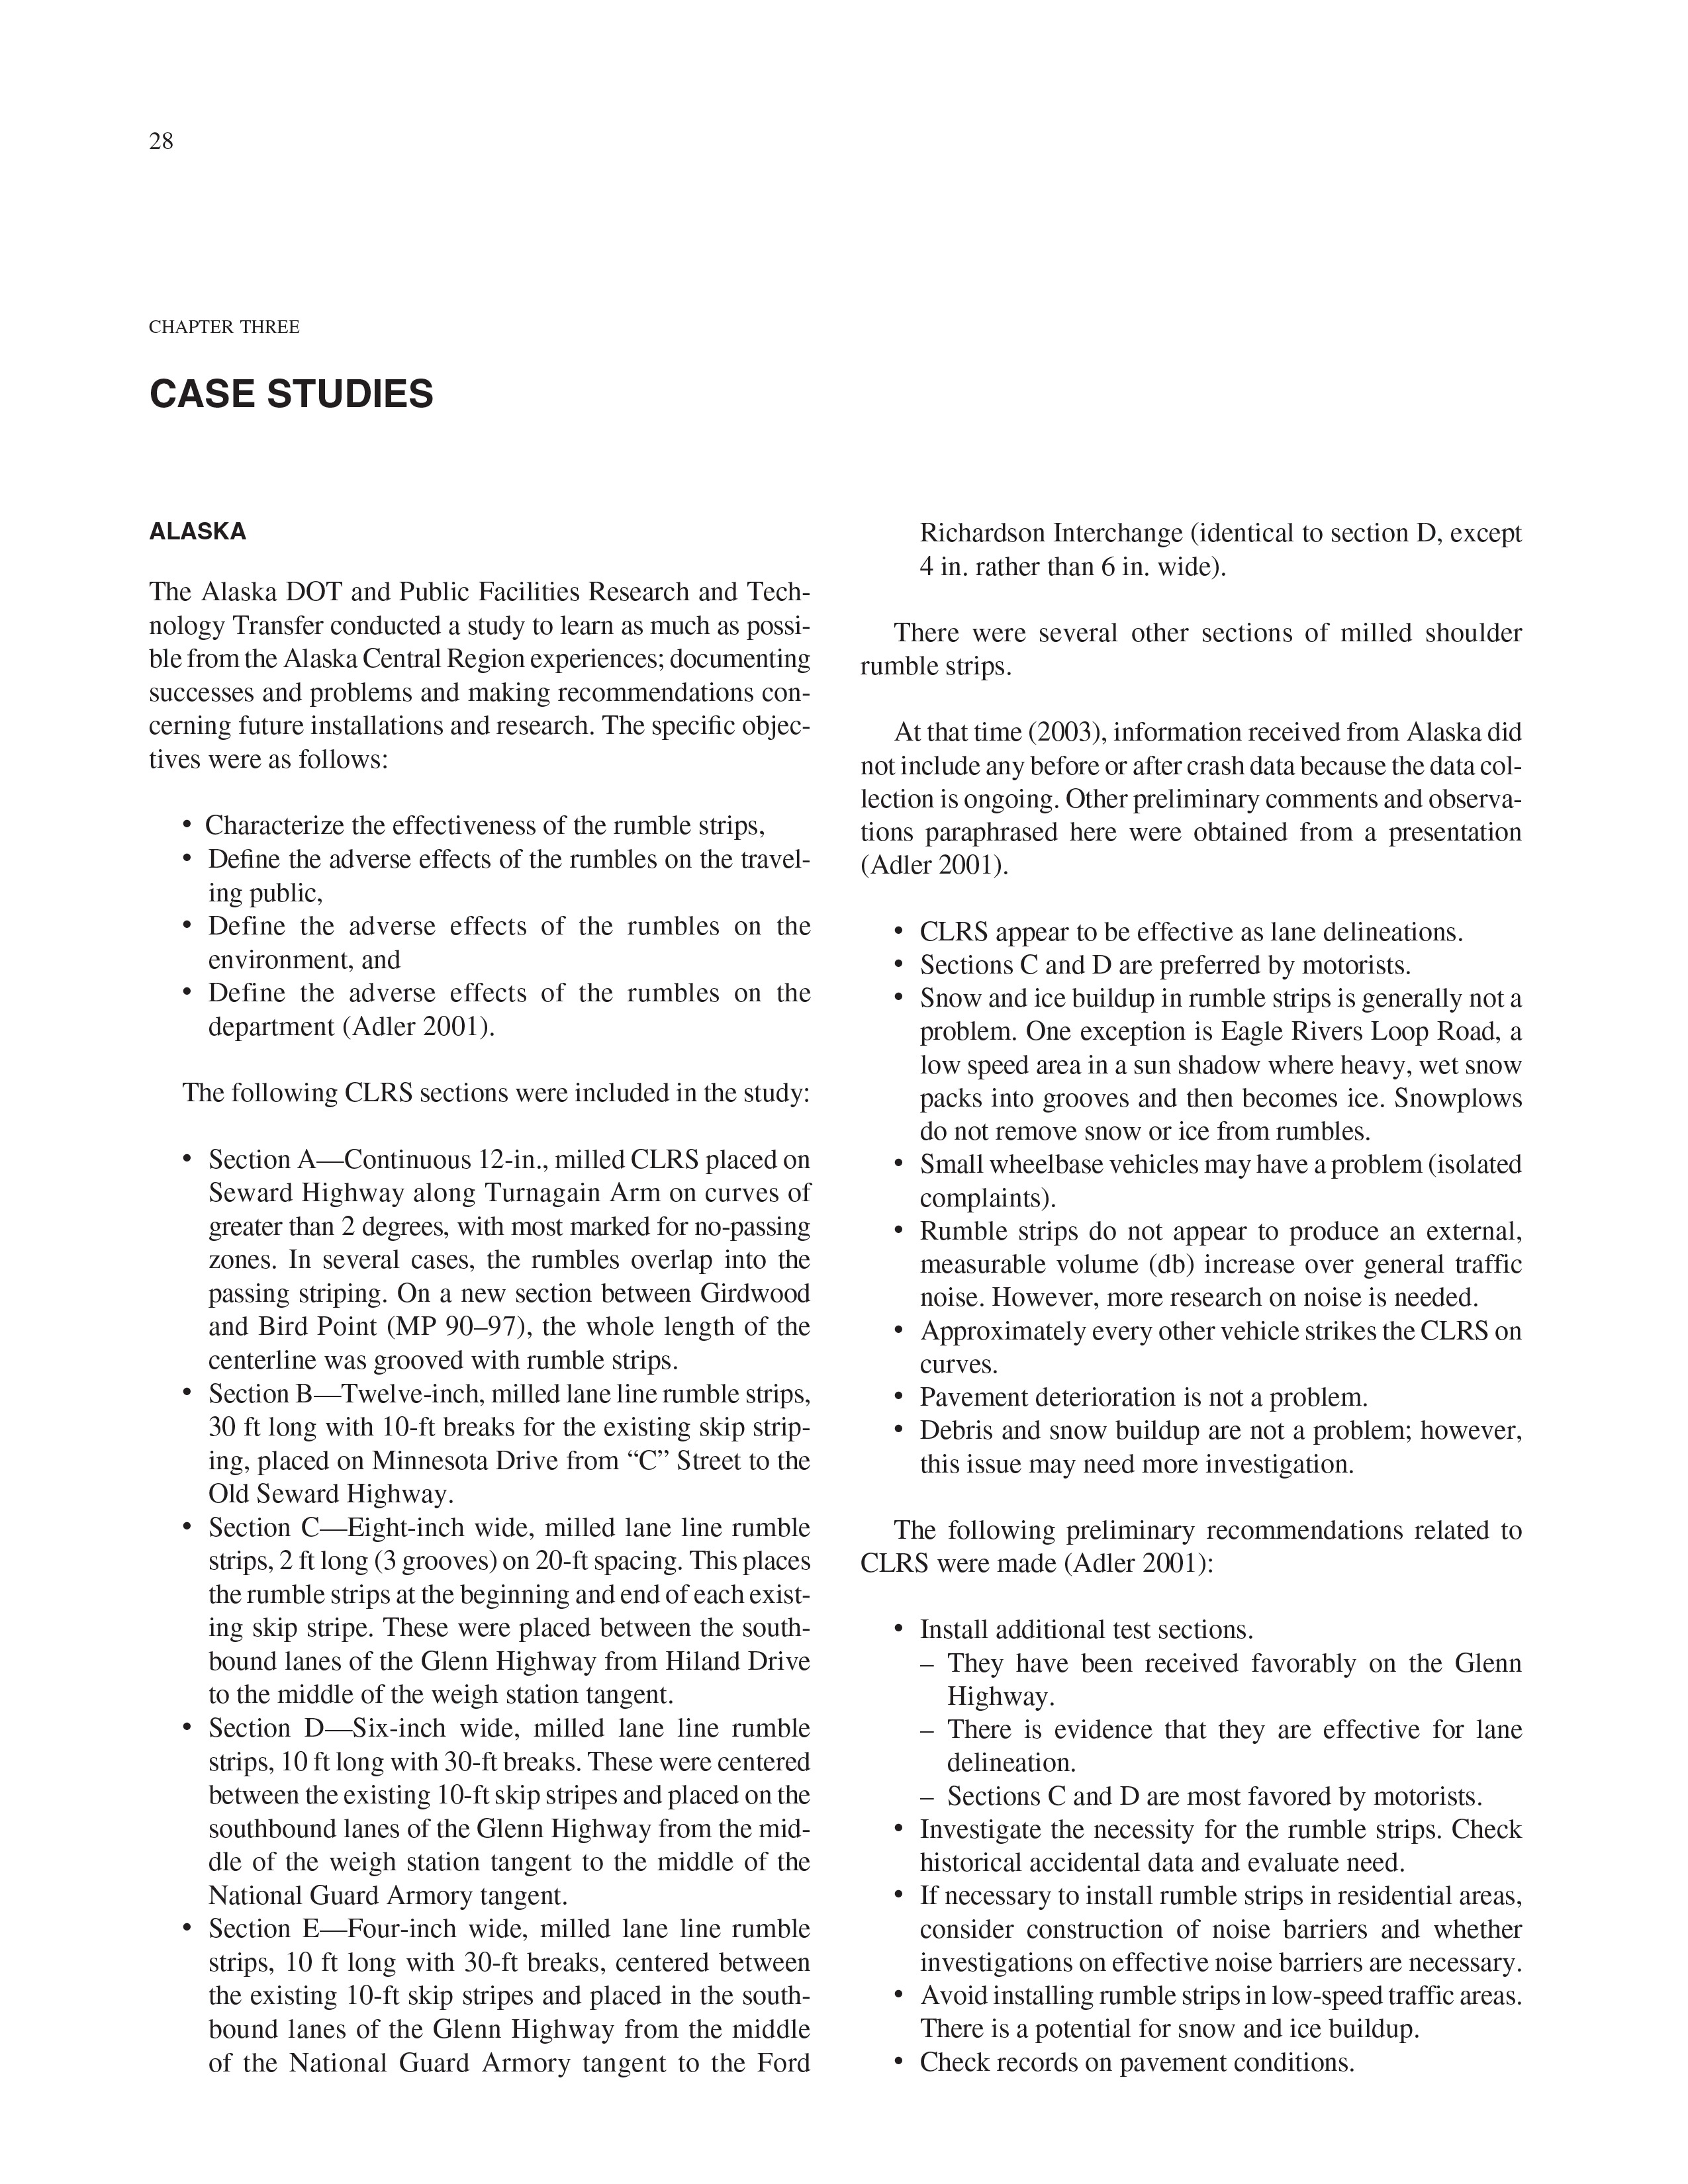 28
CHAPTER THREE
CASE STUDIES
ALASKA
The Alaska DOT and Public Facilities Research and Tech-
nology Transfer conducted a study to learn as much as possi-
ble from the Alaska Central Region experiences; documenting
successes and problems and making recommendations con-
cerning future installations and research. The specific objec-
tives were as follows:
• Characterize the effectiveness of the rumble strips,
• Define the adverse effects of the rumbles on the travel-
ing public,
• Define the adverse effects of the rumbles on the
environment, and
• Define the adverse effects of the rumbles on the
department (Adler 2001).
The following CLRS sections were included in the study:
• Section A—Continuous 12-in., milled CLRS placed on
Seward Highway along Turnagain Arm on curves of
greater than 2 degrees, with most marked for no-passing
zones. In several cases, the rumbles overlap into the
passing striping. On a new section between Girdwood
and Bird Point (MP 90–97), the whole length of the
centerline was grooved with rumble strips.
• Section B—Twelve-inch, milled lane line rumble strips,
30 ft long with 10-ft breaks for the existing skip strip-
ing, placed on Minnesota Drive from “C” Street to the
Old Seward Highway.
• Section C—Eight-inch wide, milled lane line rumble
strips, 2 ft long (3 grooves) on 20-ft spacing. This places
the rumble strips at the beginning and end of each exist-
ing skip stripe. These were placed between the south-
bound lanes of the Glenn Highway from Hiland Drive
to the middle of the weigh station tangent.
• Section D—Six-inch wide, milled lane line rumble
strips, 10 ft long with 30-ft breaks. These were centered
between the existing 10-ft skip stripes and placed on the
southbound lanes of the Glenn Highway from the mid-
dle of the weigh station tangent to the middle of the
National Guard Armory tangent.
• Section E—Four-inch wide, milled lane line rumble
strips, 10 ft long with 30-ft breaks, centered between
the existing 10-ft skip stripes and placed in the south-
bound lanes of the Glenn Highway from the middle
of the National Guard Armory tangent to the Ford
Richardson Interchange (identical to section D, except
4 in. rather than 6 in. wide).
There were several other sections of milled shoulder
rumble strips.
At that time (2003), information received from Alaska did
not include any before or after crash data because the data col-
lection is ongoing. Other preliminary comments and observa-
tions paraphrased here were obtained from a presentation
(Adler 2001).
• CLRS appear to be effective as lane delineations.
• Sections C and D are preferred by motorists.
• Snow and ice buildup in rumble strips is generally not a
problem. One exception is Eagle Rivers Loop Road, a
low speed area in a sun shadow where heavy, wet snow
packs into grooves and then becomes ice. Snowplows
do not remove snow or ice from rumbles.
• Small wheelbase vehicles may have a problem (isolated
complaints).
• Rumble strips do not appear to produce an external,
measurable volume (db) increase over general traffic
noise. However, more research on noise is needed.
• Approximately every other vehicle strikes the CLRS on
curves.
• Pavement deterioration is not a problem.
• Debris and snow buildup are not a problem; however,
this issue may need more investigation.
The following preliminary recommendations related to
CLRS were made (Adler 2001):
• Install additional test sections.
– They have been received favorably on the Glenn
Highway.
– There is evidence that they are effective for lane
delineation.
– Sections C and D are most favored by motorists.
• Investigate the necessity for the rumble strips. Check
historical accidental data and evaluate need.
• If necessary to install rumble strips in residential areas,
consider construction of noise barriers and whether
investigations on effective noise barriers are necessary.
• Avoid installing rumble strips in low-speed traffic areas.
There is a potential for snow and ice buildup.
• Check records on pavement conditions.